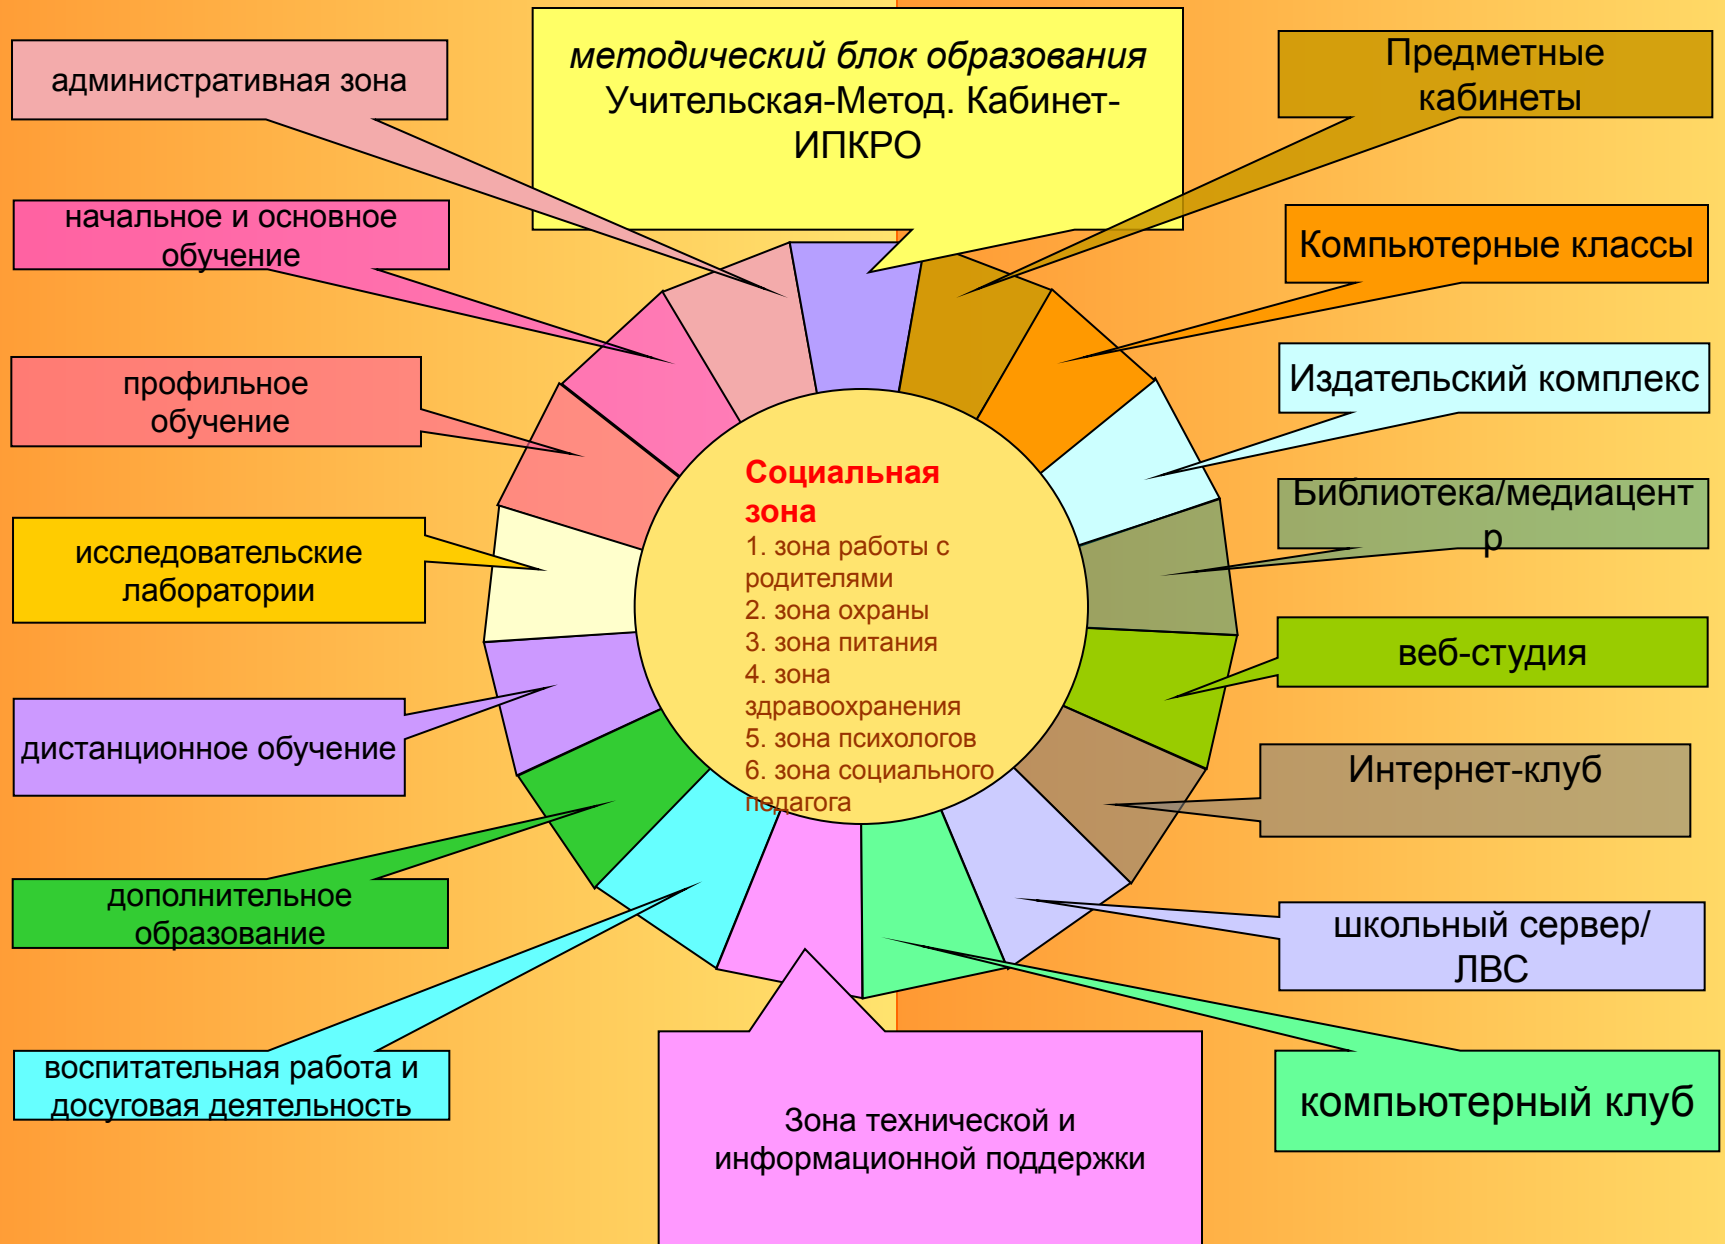 методический блок образования
Учительская-Метод. Кабинет-
ИПКРО
административная зона
начальное и основное
обучение
профильное
обучение
исследовательские
лаборатории
дистанционное обучение
дополнительное
образование
воспитательная работа и
досуговая деятельность
Социальная
зона
1. зона работы с
родителями
2. зона охраны
3. зона питания
4. зона
здравоохранения
5. зона психологов
6. зона социального
педагога
Предметные
кабинеты
Компьютерные классы
Издательский комплекс
Библиотека/медиацент
р
веб-студия
Интернет-клуб
школьный сервер/
ЛВС
компьютерный клуб
Зона технической и
информационной поддержки